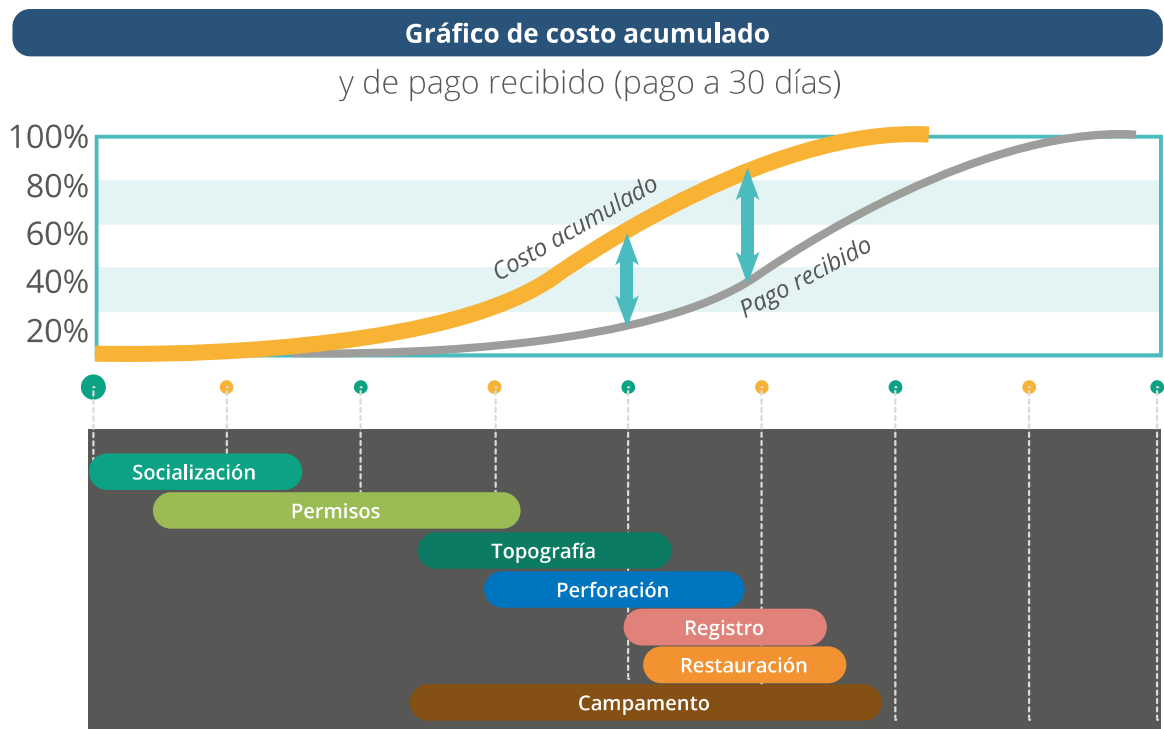 Gráfico de costo acumulado
y de pago recibido (pago a 30 días)
100%
80%
60%
40%
20%
Costo acumulado
Pago recibido
Socialización
Permisos
Topografía
Perforación
Registro
Restauración
Campamento